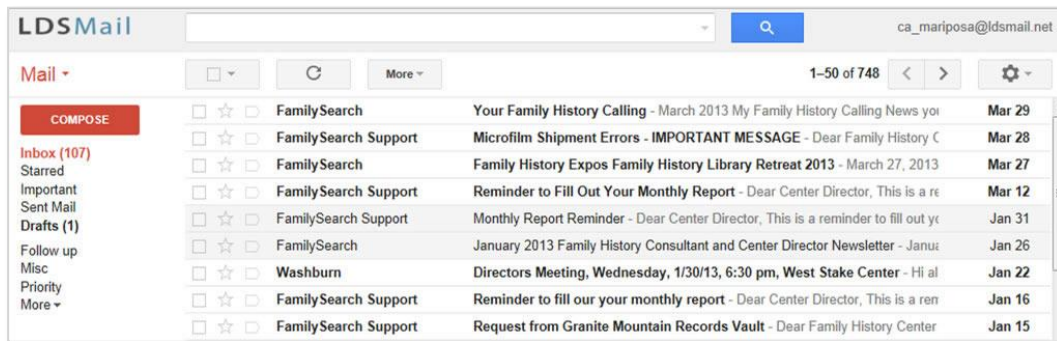 LDSMail
ca_mariposa@ldsmail.net
Mail
More
1–50 of 748
COMPOSE
Inbox (107)
Starred
Important
Sent Mail
Drafts (1)
Follow up
Misc
Priority
More
FamilySearch Your Family History Calling - March 2013 My Family History Calling News you Mar 29
FamilySearch Support Microfilm Shipment Errors - IMPORTANT MESSAGE - Dear Family History C Mar 28
FamilySearch Family History Expos Family History Library Retreat 2013 - March 27, 2013 Mar 27
FamilySearch Support Reminder to Fill Out Your Monthly Report - Dear Center Director, This is a re Mar 12
FamilySearch Support Monthly Report Reminder - Dear Center Director, This is a reminder to fill out yo Jan 31
FamilySearch January 2013 Family History Consultant and Center Director Newsletter - Janua Jan 26
Washburn Directors Meeting, Wednesday, 1/30/13, 6:30 pm, West Stake Center - Hi al Jan 22
FamilySearch Support Reminder to fill our your monthly report - Dear Center Director, This is a rem Jan 16
FamilySearch Support Request from Granite Mountain Records Vault - Dear Family History Center Jan 15